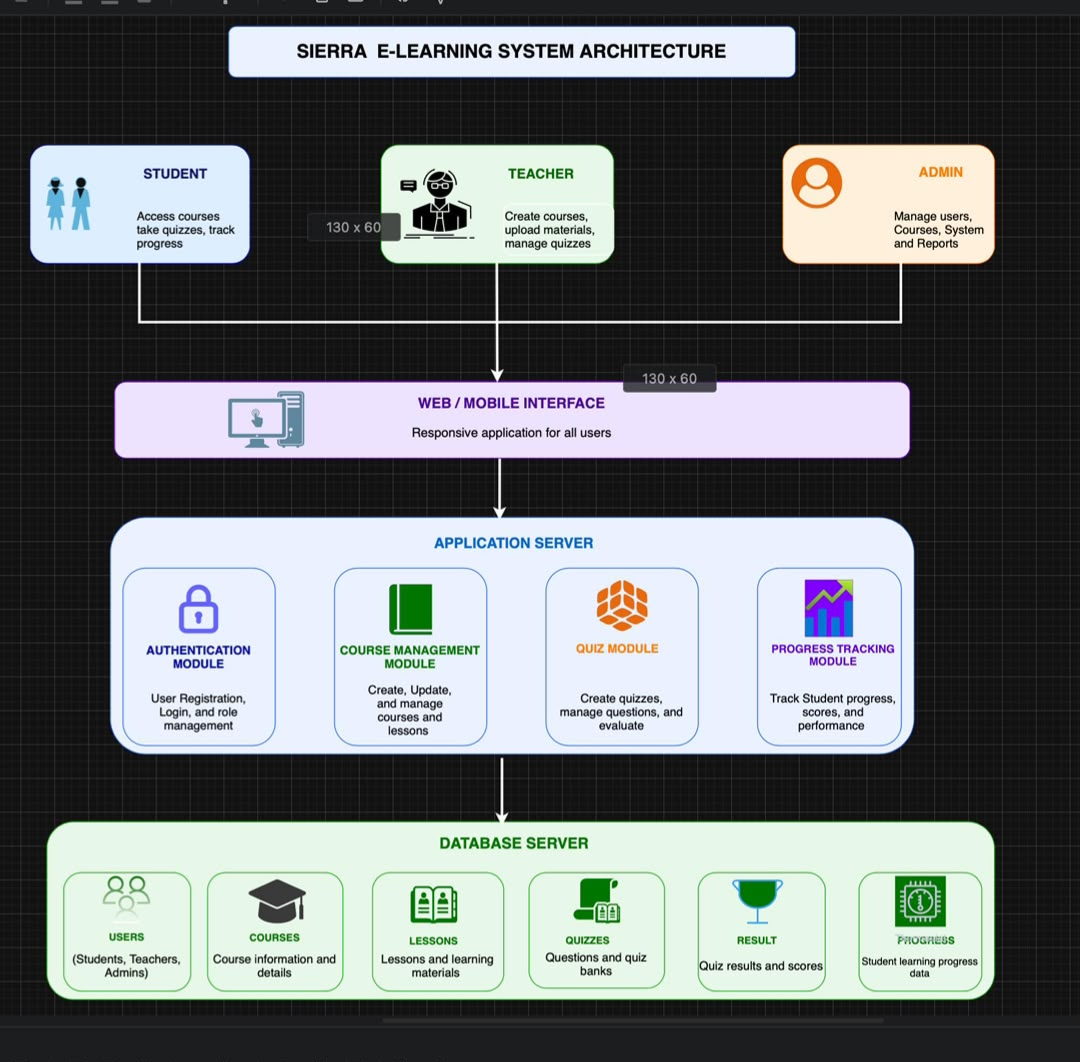 SIERRA E-LEARNING SYSTEM ARCHITECTURE
STUDENT
Access courses
take quizzes, track
progress
130 x 60
TEACHER
Create courses,
upload materials,
manage quizzes
ADMIN
Manage users,
Courses, System
and Reports
130 x 60
WEB / MOBILE INTERFACE
Responsive application for all users
APPLICATION SERVER
AUTHENTICATION
MODULE
User Registration,
Login, and role
management
COURSE MANAGEMENT
MODULE
Create, Update,
and manage
courses and
lessons
QUIZ MODULE
Create quizzes,
manage questions, and
evaluate
PROGRESS TRACKING
MODULE
Track Student progress,
scores, and
performance
DATABASE SERVER
USERS
(Students, Teachers,
Admins)
COURSES
Course information and
details
LESSONS
Lessons and learning
materials
QUIZZES
Questions and quiz
banks
RESULT
Quiz results and scores
PROGRESS
Student learning progress
data